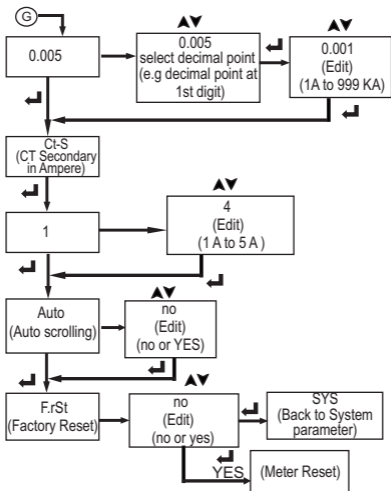 G
0.005
0.005
select decimal point
(e.g decimal point at
1st digit)
0.001
(Edit)
(1A to 999 KA)
Ct-S
(CT Secondary
in Ampere)
1
4
(Edit)
(1 A to 5 A )
Auto
(Auto scrolling)
no
(Edit)
(no or YES)
F.rSt
(Factory Reset)
no
(Edit)
(no or yes)
SYS
(Back to System
parameter)
YES
(Meter Reset)